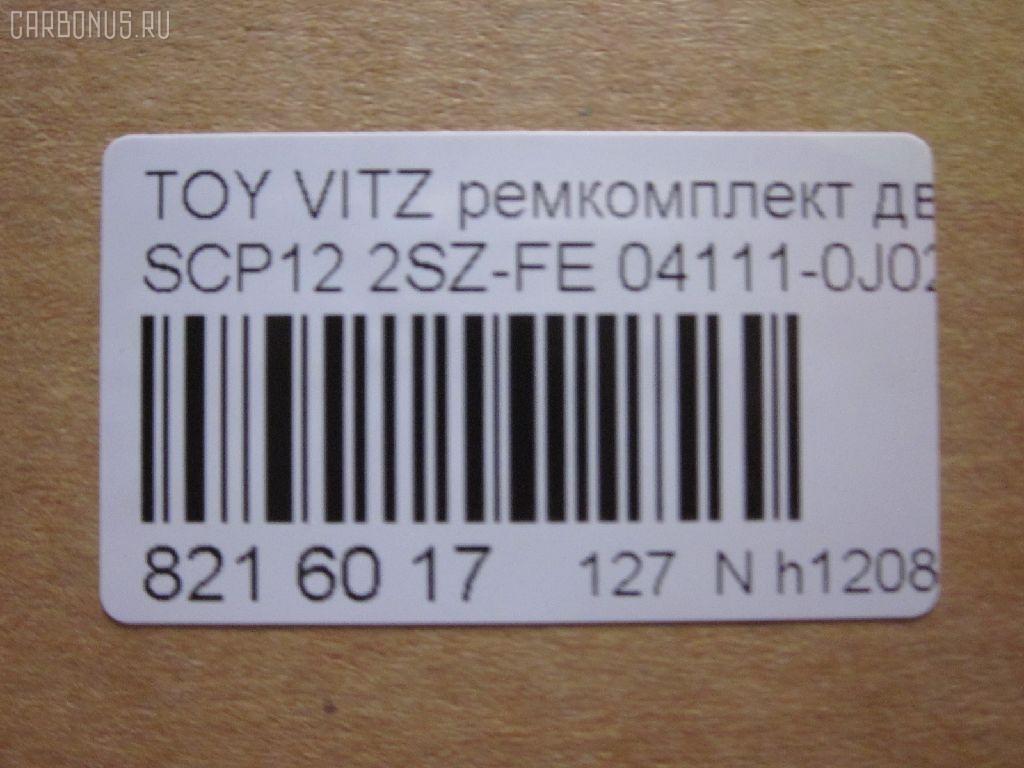 CARBONUS.RU
TOY VITZ ремкомплект дв
SCP12 2SZ-FE 04111-0J02
821 60 17 127 N h1208